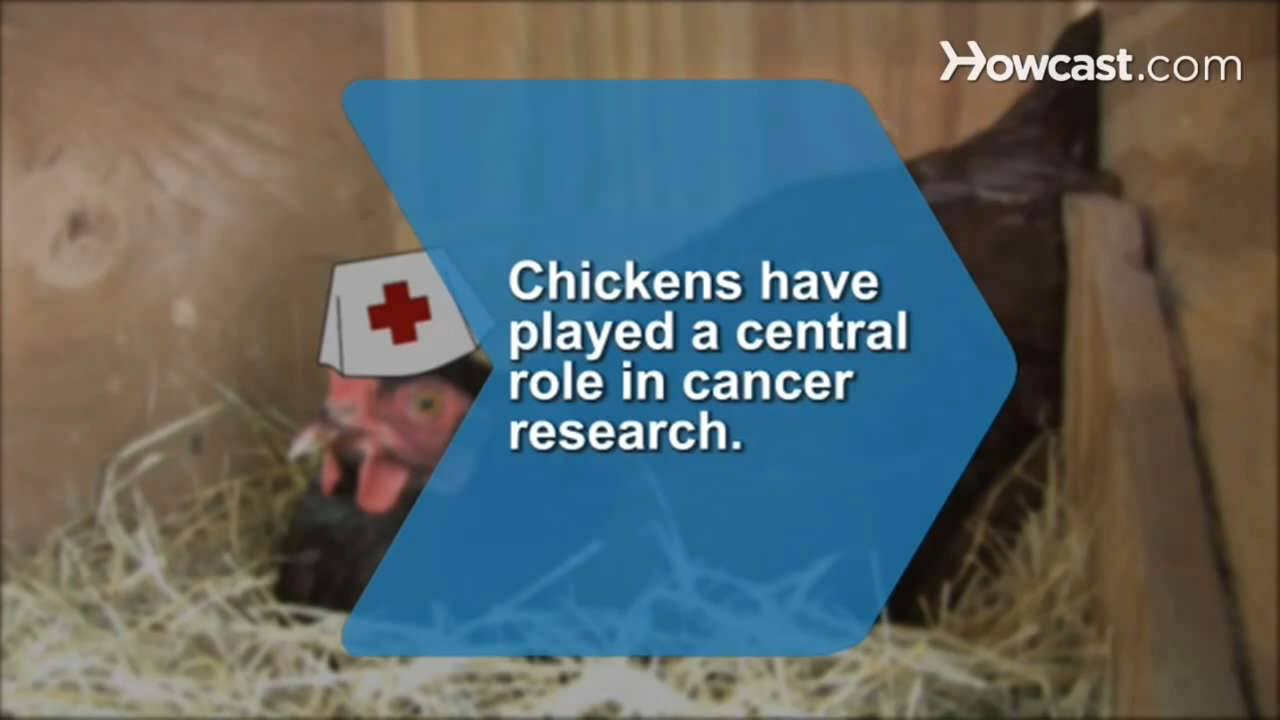 Howcast.com
Chickens have
played a central
role in cancer
research.